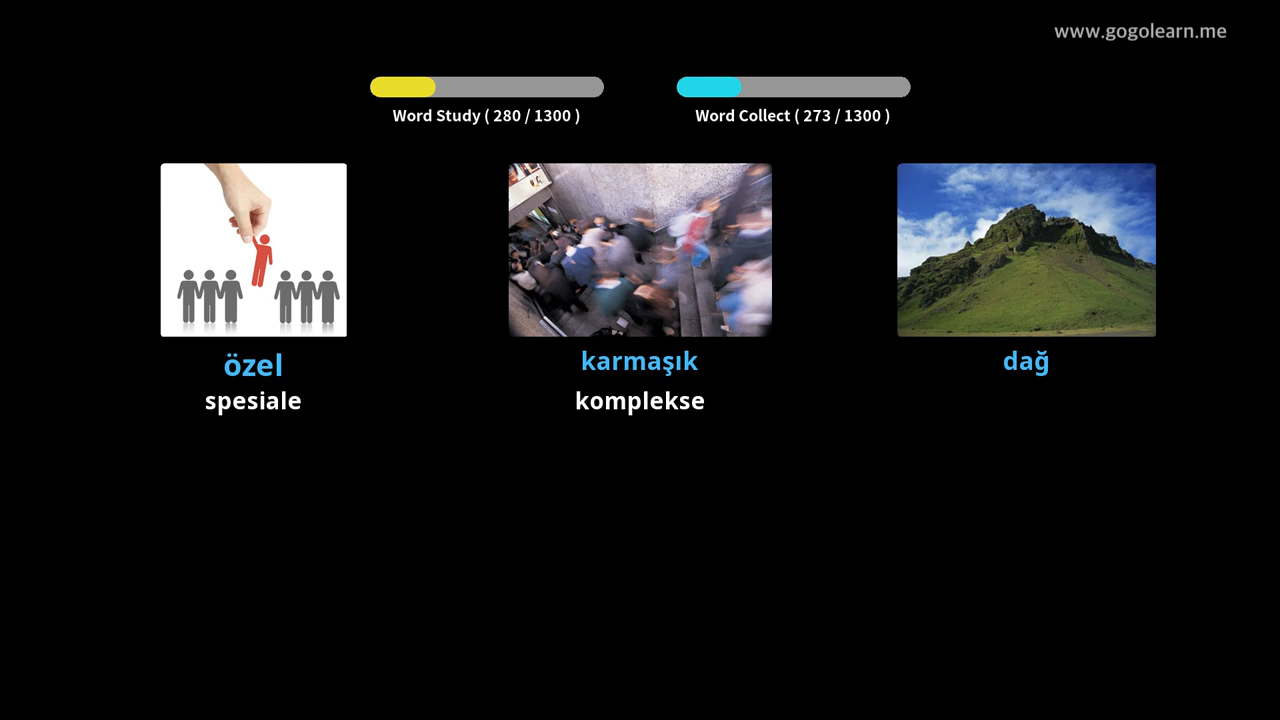 www.gogolearn.me
Word Study ( 280 / 1300 )
Word Collect ( 273 / 1300 )
özel
karmaşık
dağ
spesiale
komplekse